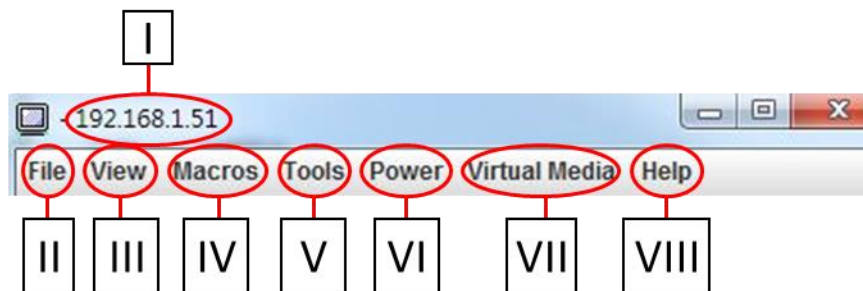 I
- 192.168.1.51
File View Macros Tools Power Virtual Media Help
II III IV V VI VII VIII